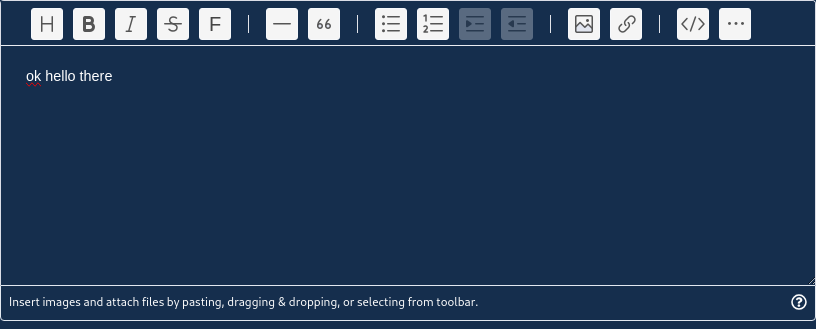 H B I S F 66 1 2 </> ...
ok hello there
Insert images and attach files by pasting, dragging & dropping, or selecting from toolbar. ?